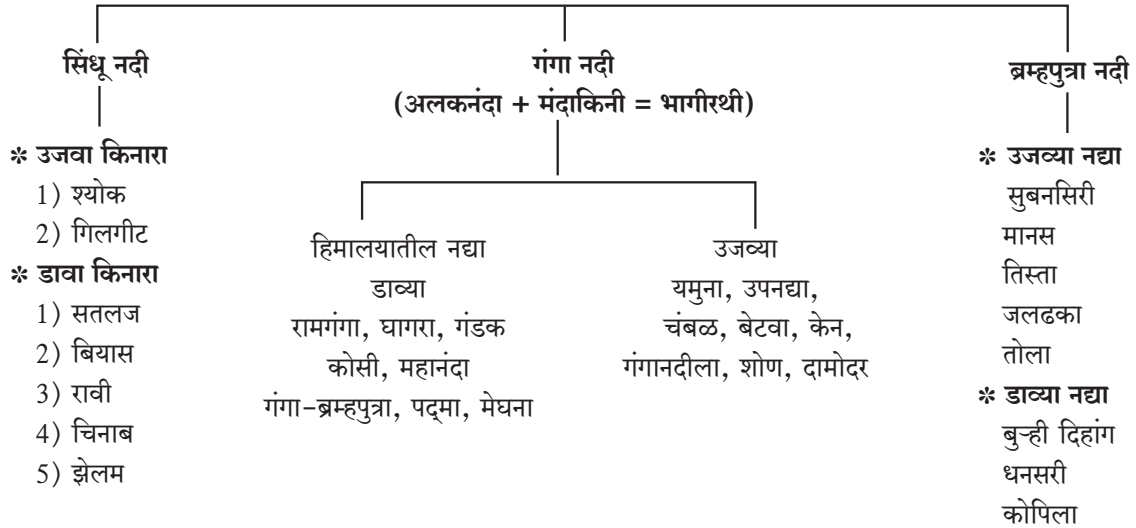 सिंधू नदी
✻ उजवा किनारा
1) श्योक
2) गिलगीट
✻ डावा किनारा
1) सतलज
2) बियास
3) रावी
4) चिनाब
5) झेलम
गंगा नदी
(अलकनंदा + मंदाकिनी = भागीरथी)
हिमालयातील नद्या
डाव्या
रामगंगा, घागरा, गंडक
कोसी, महानंदा
गंगा-ब्रम्हपुत्रा, पद्‌मा, मेघना
उजव्या
यमुना, उपनद्या,
चंबळ, बेटवा, केन,
गंगानदीला, शोण, दामोदर
ब्रम्हपुत्रा नदी
✻ उजव्या नद्या
सुबनसिरी
मानस
तिस्ता
जलढका
तोला
✻ डाव्या नद्या
बुऱ्ही दिहांग
धनसरी
कोपिला